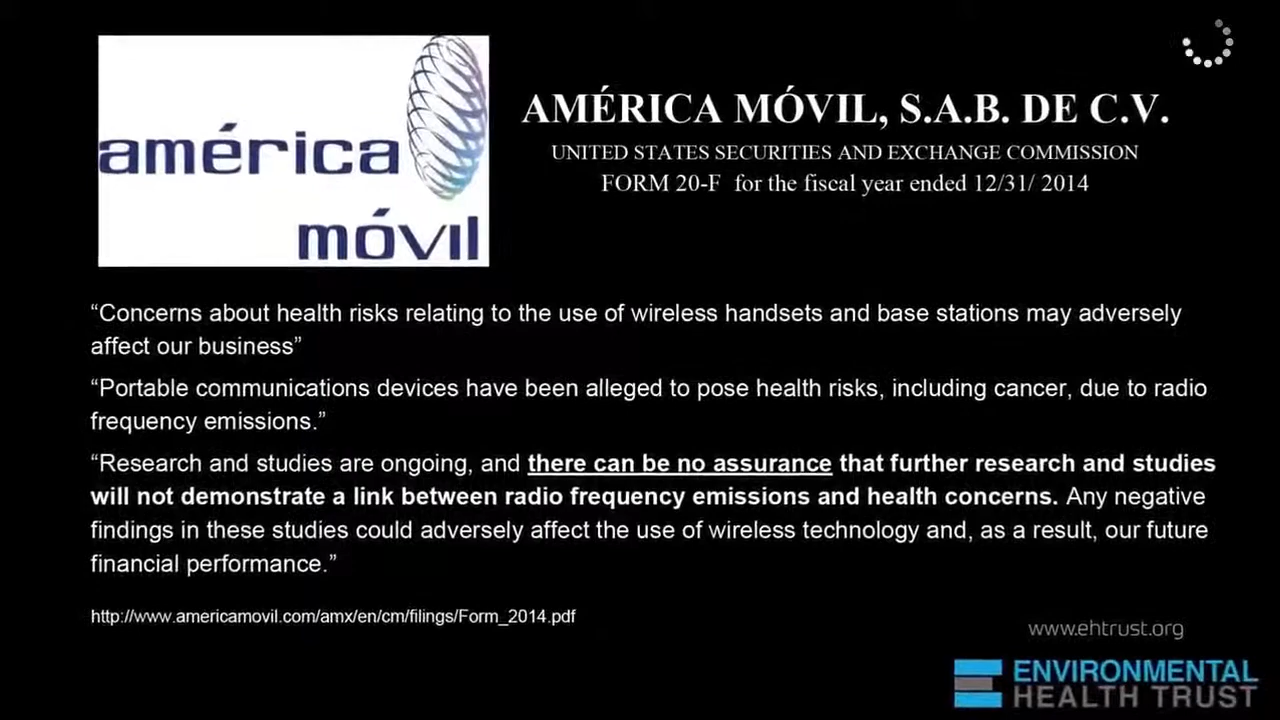 américa
móvil
AMÉRICA MÓVIL, S.A.B. DE C.V.
UNITED STATES SECURITIES AND EXCHANGE COMMISSION
FORM 20-F for the fiscal year ended 12/31/ 2014
“Concerns about health risks relating to the use of wireless handsets and base stations may adversely
affect our business”
“Portable communications devices have been alleged to pose health risks, including cancer, due to radio
frequency emissions.”
“Research and studies are ongoing, and there can be no assurance that further research and studies
will not demonstrate a link between radio frequency emissions and health concerns. Any negative
findings in these studies could adversely affect the use of wireless technology and, as a result, our future
financial performance.”
http://www.americamovil.com/amx/en/cm/filings/Form_2014.pdf
www.ehtrust.org
ENVIRONMENTAL
HEALTH TRUST